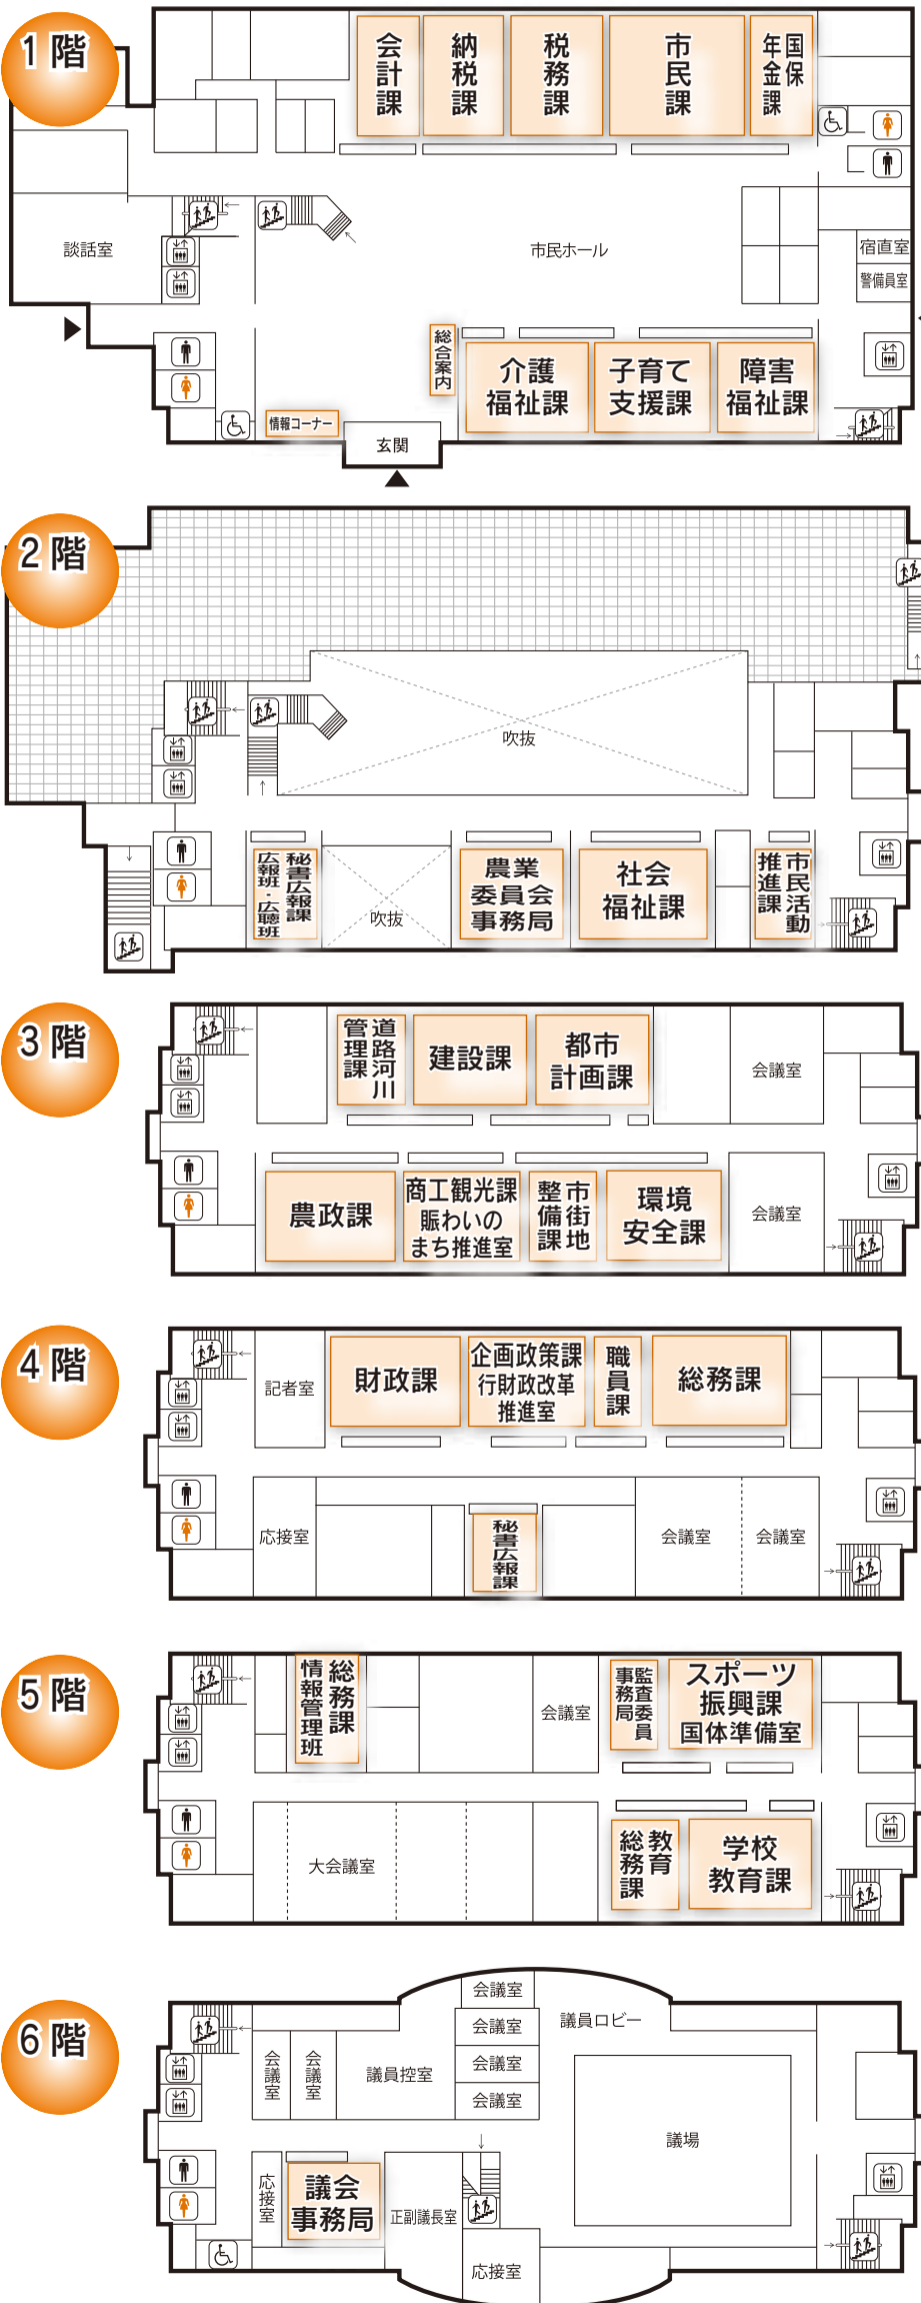 1階
会計課
納税課
税務課
市民課
国保
年金課
談話室
市民ホール
宿直室
警備員室
総合案内
介護
福祉課
子育て
支援課
障害
福祉課
情報コーナー
玄関
2階
吹抜
秘書広報課
広報班・広聴班
吹抜
農業
委員会
事務局
社会
福祉課
市民活動
推進課
3階
道路河川
管理課
建設課
都市
計画課
会議室
農政課
商工観光課
賑わいの
まち推進室
市街地
整備課
環境
安全課
会議室
4階
記者室
財政課
企画政策課
行財政改革
推進室
職員課
総務課
応接室
秘書広報課
会議室
会議室
5階
総務課
情報管理班
会議室
監査委員
事務局
スポーツ
振興課
国体準備室
大会議室
教育
総務課
学校
教育課
6階
会議室
会議室
議員控室
会議室
会議室
会議室
会議室
議員ロビー
議場
応接室
議会
事務局
正副議長室
応接室